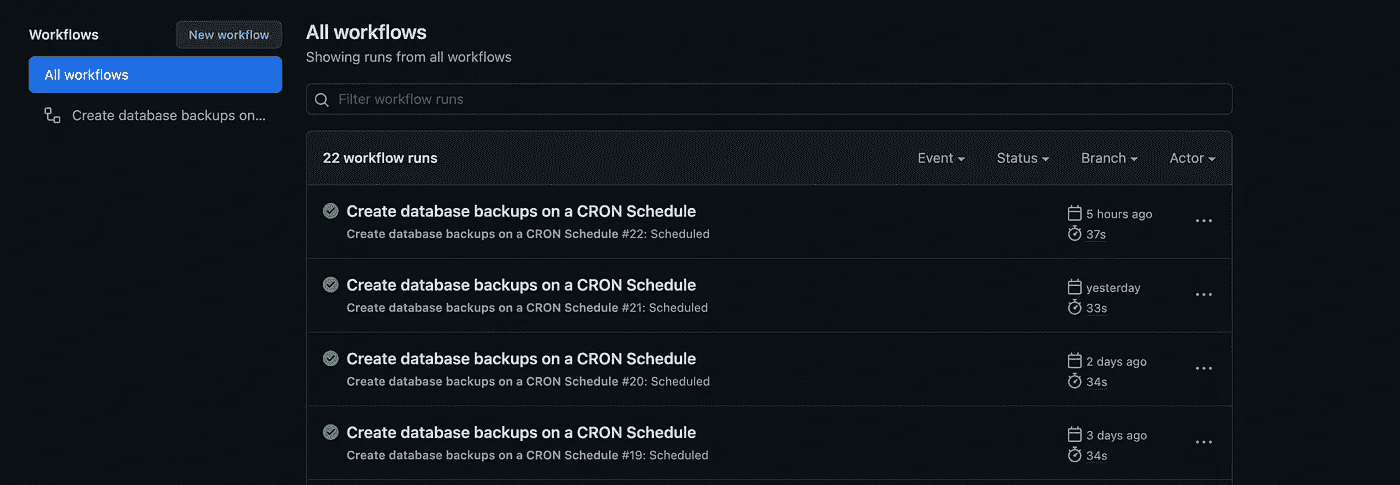 Workflows
New workflow
All workflows
Create database backups on...
All workflows
Showing runs from all workflows
Filter workflow runs
22 workflow runs
Event
Status
Branch
Actor
Create database backups on a CRON Schedule
Create database backups on a CRON Schedule #22: Scheduled
5 hours ago
37s
Create database backups on a CRON Schedule
Create database backups on a CRON Schedule #21: Scheduled
yesterday
33s
Create database backups on a CRON Schedule
Create database backups on a CRON Schedule #20: Scheduled
2 days ago
34s
Create database backups on a CRON Schedule
Create database backups on a CRON Schedule #19: Scheduled
3 days ago
34s